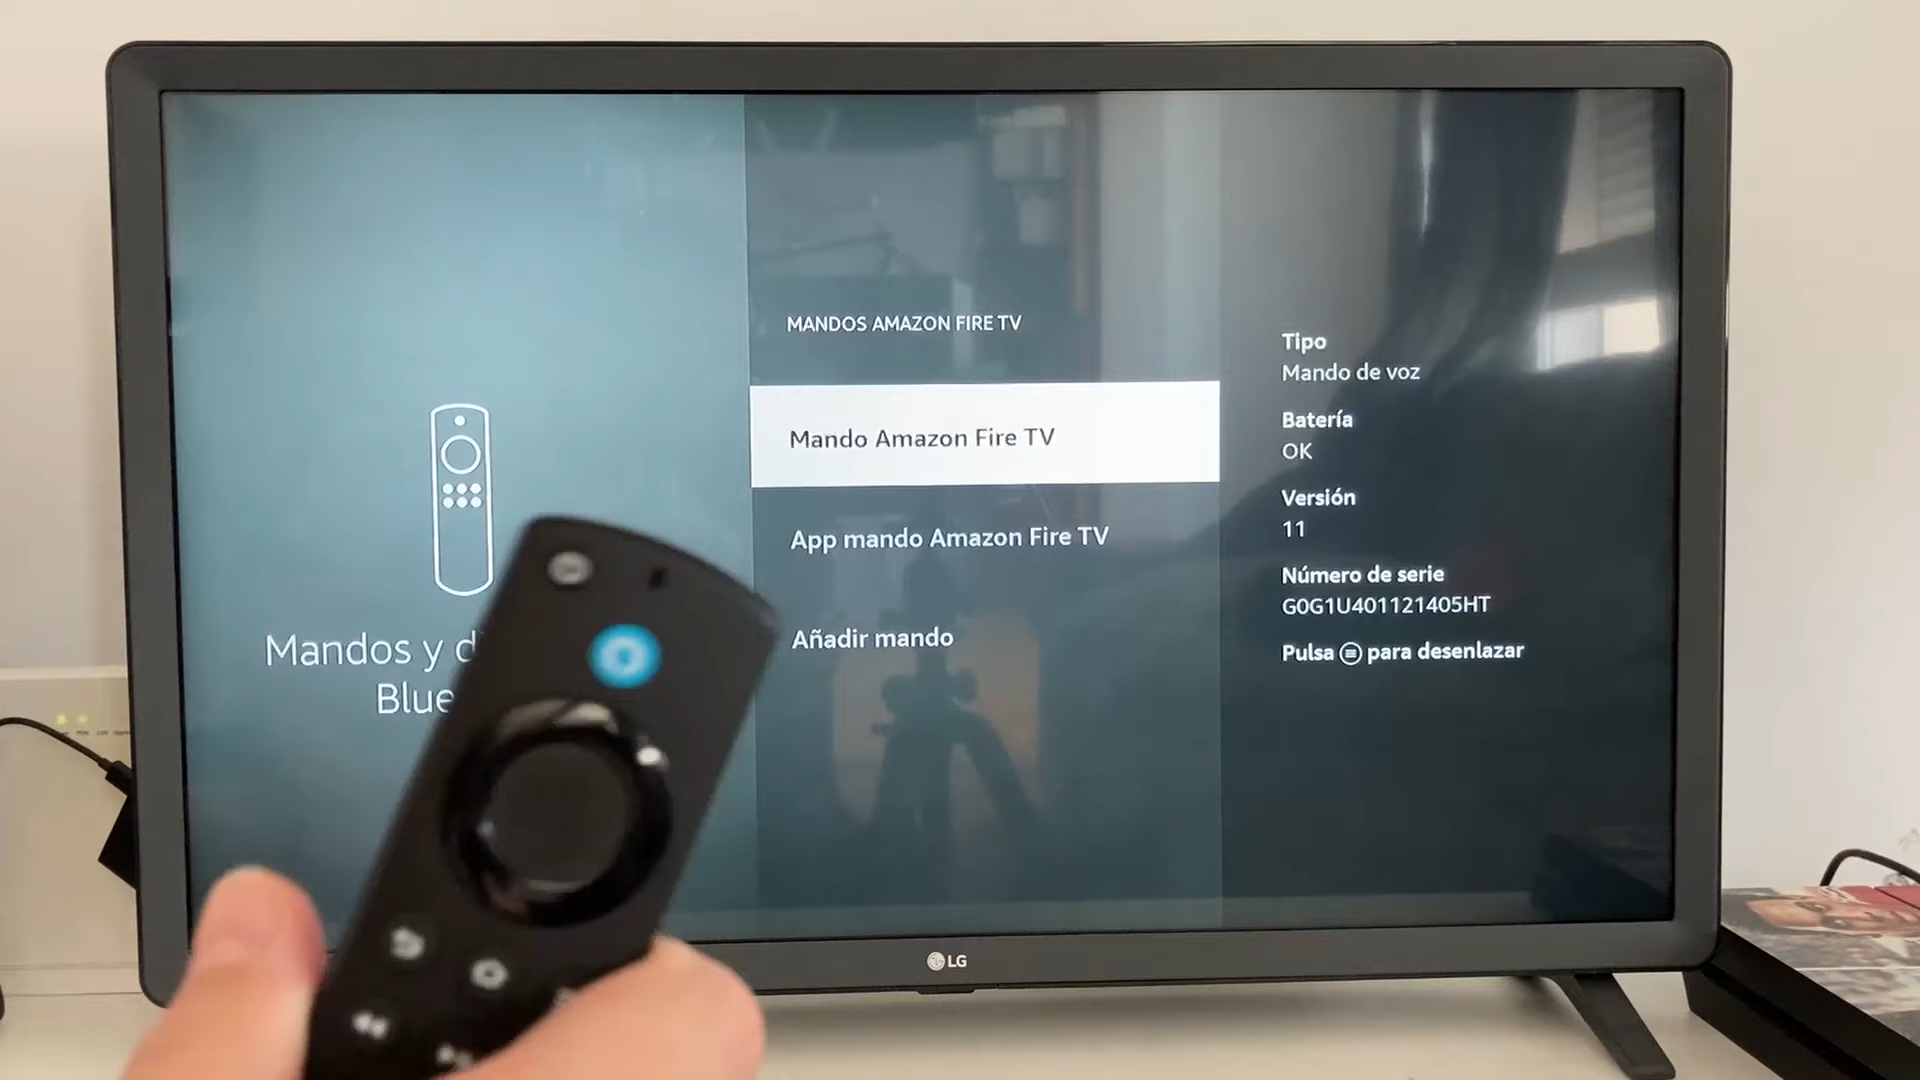 MANDOS AMAZON FIRE TV
Mando Amazon Fire TV
App mando Amazon Fire TV
Añadir mando
Mandos y d
Blue
Tipo
Mando de voz
Batería
OK
Versión
11
Número de serie
G0G1U401121405HT
Pulsa para desenlazar
LG